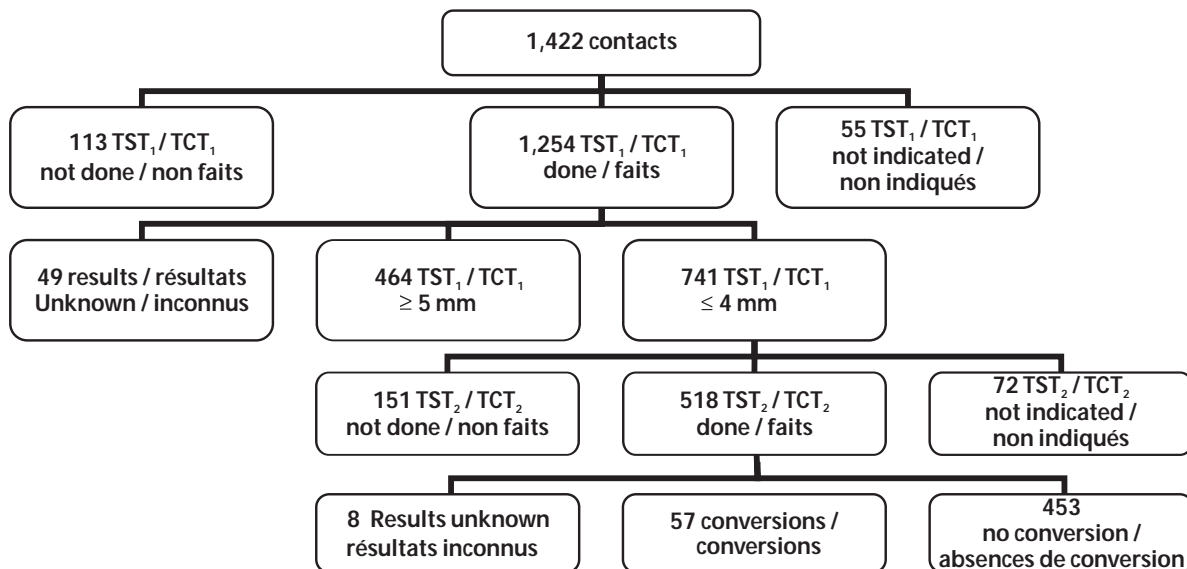 1,422 contacts
113 TST₁ / TCT₁
not done / non faits
1,254 TST₁ / TCT₁
done / faits
55 TST₁ / TCT₁
not indicated /
non indiqués
49 results / résultats
Unknown / inconnus
464 TST₁ / TCT₁
≥ 5 mm
741 TST₁ / TCT₁
≤ 4 mm
151 TST₂ / TCT₂
not done / non faits
518 TST₂ / TCT₂
done / faits
72 TST₂ / TCT₂
not indicated /
non indiqués
8 Results unknown
résultats inconnus
57 conversions /
conversions
453
no conversion /
absences de conversion